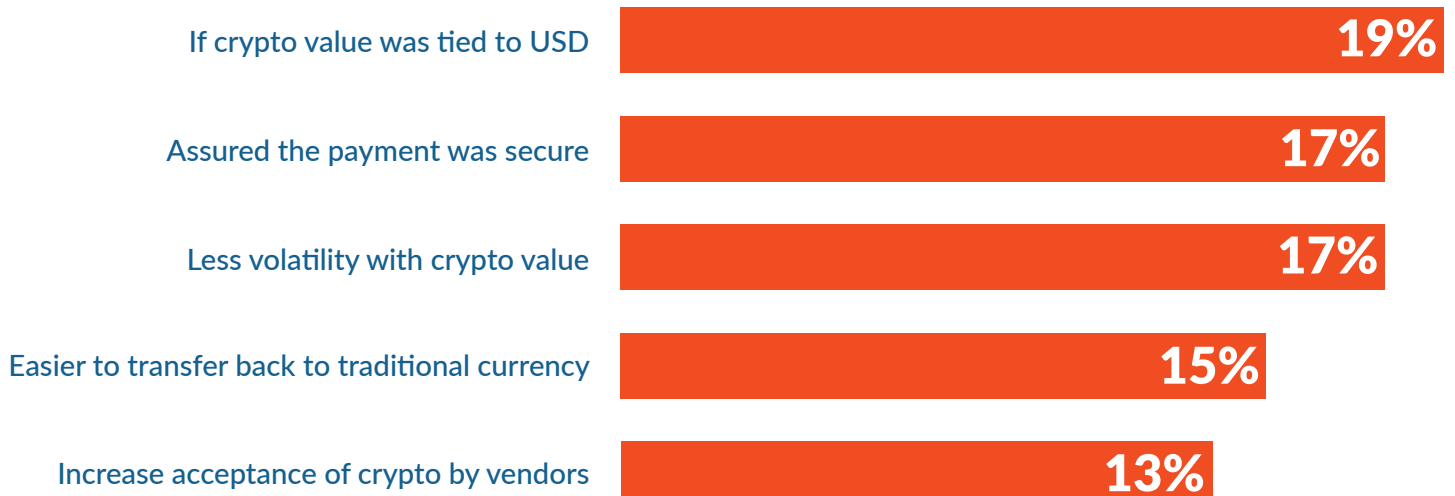 If crypto value was tied to USD 19%
Assured the payment was secure 17%
Less volatility with crypto value 17%
Easier to transfer back to traditional currency 15%
Increase acceptance of crypto by vendors 13%